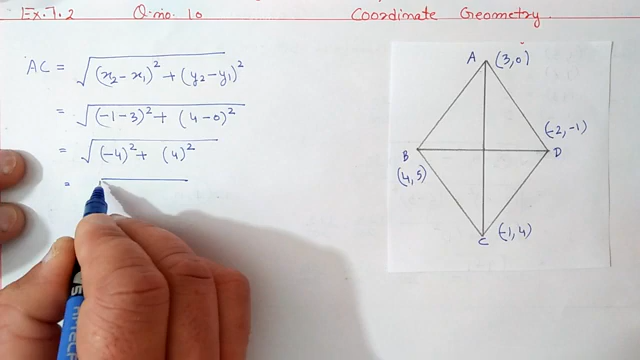 Ex.7.2 Q.no. 10 Coordinate Geometry
AC = √(x₂-x₁)² + (y₂-y₁)²
= √(-1-3)² + (4-0)²
= √(-4)² + (4)²
= √
A (3,0)
(-2,-1)
B D
(4,5)
C (-1,4)